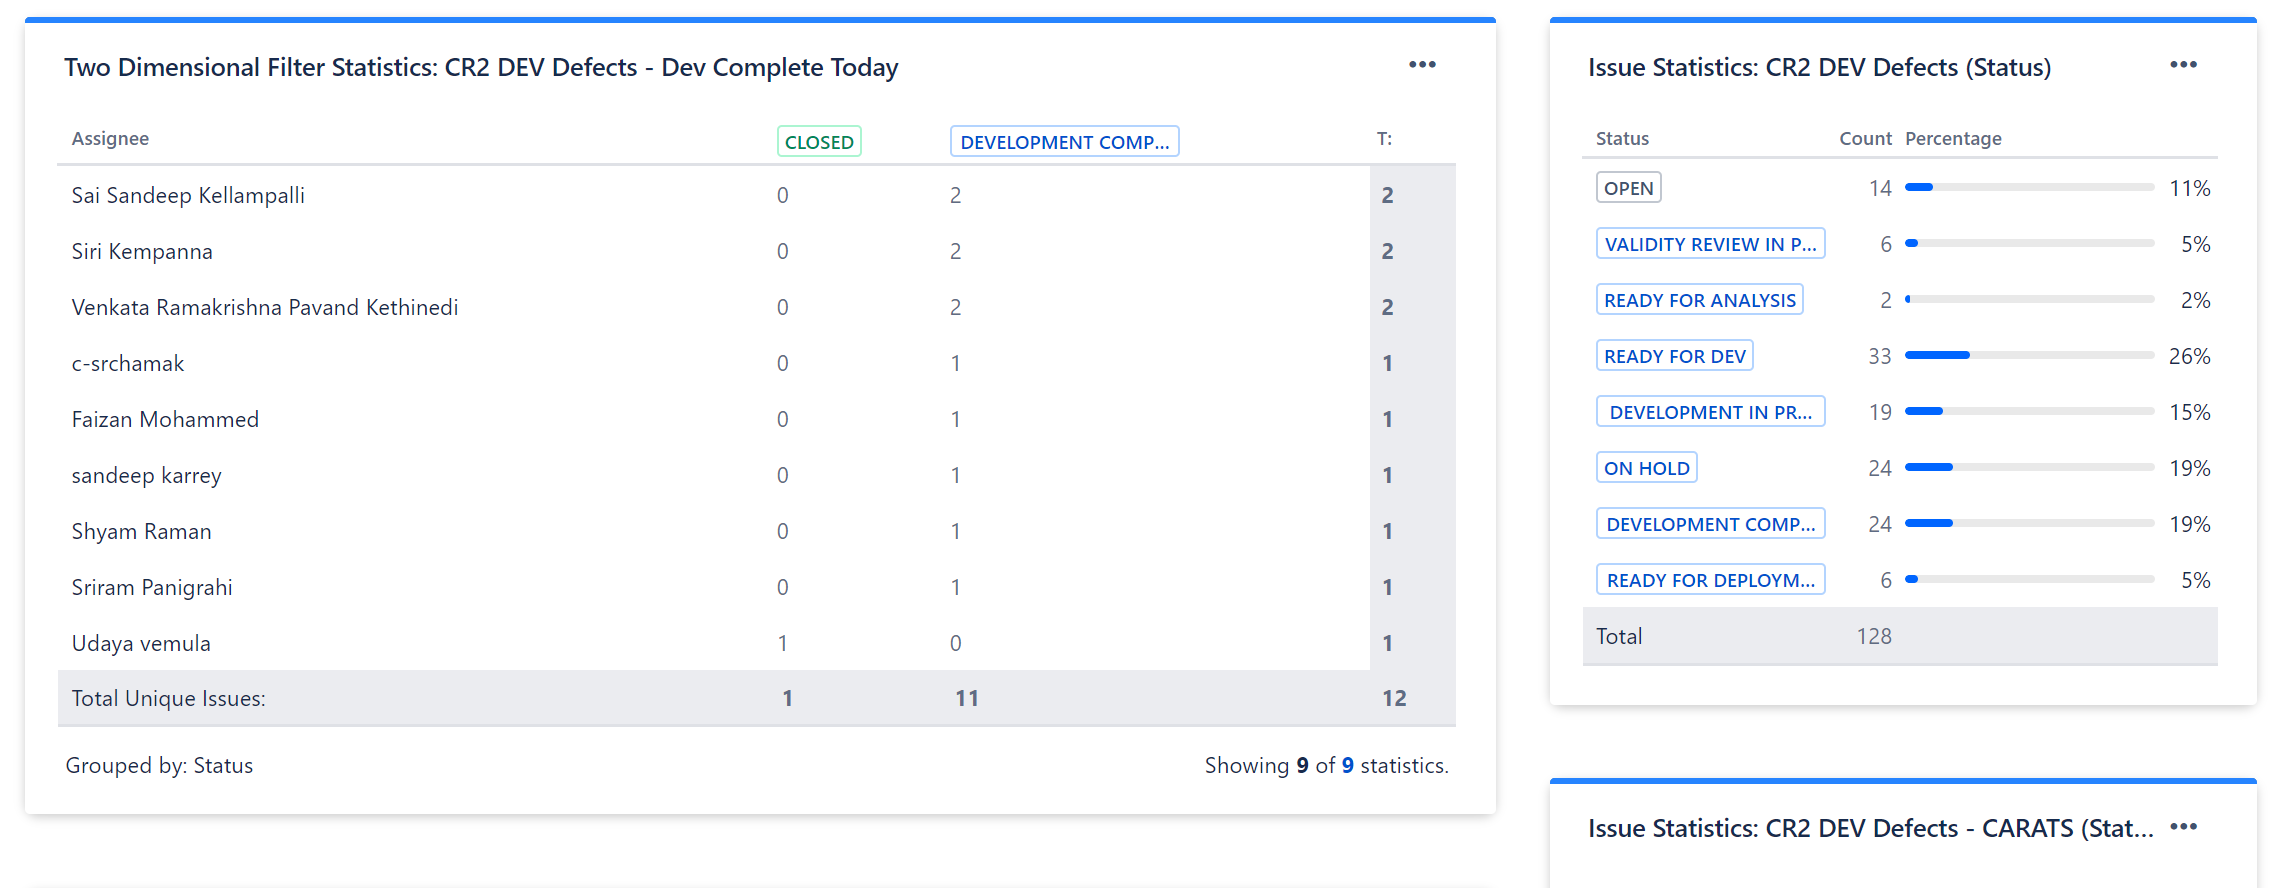 Two Dimensional Filter Statistics: CR2 DEV Defects - Dev Complete Today
Assignee CLOSED DEVELOPMENT COMP... T:
Sai Sandeep Kellampalli 0 2 2
Siri Kempanna 0 2 2
Venkata Ramakrishna Pavand Kethinedi 0 2 2
c-srchamak 0 1 1
Faizan Mohammed 0 1 1
sandeep karrey 0 1 1
Shyam Raman 0 1 1
Sriram Panigrahi 0 1 1
Udaya vemula 1 0 1
Total Unique Issues: 1 11 12
Grouped by: Status Showing 9 of 9 statistics.
Issue Statistics: CR2 DEV Defects (Status)
Status Count Percentage
OPEN 14 11%
VALIDITY REVIEW IN P... 6 5%
READY FOR ANALYSIS 2 2%
READY FOR DEV 33 26%
DEVELOPMENT IN PR... 19 15%
ON HOLD 24 19%
DEVELOPMENT COMP... 24 19%
READY FOR DEPLOYM... 6 5%
Total 128
Issue Statistics: CR2 DEV Defects - CARATS (Stat...